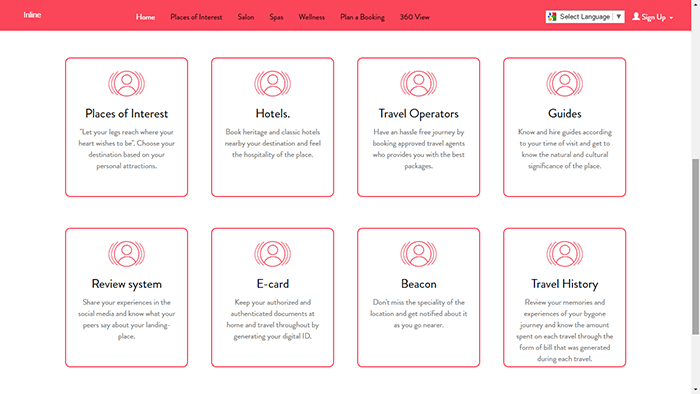 Inline
Home Places of Interest Salon Spas Wellness Plan a Booking 360 View
Select Language ▼
Sign Up
Places of Interest
"Let your legs reach where your
heart wishes to be". Choose your
destination based on your
personal attractions.
Hotels.
Book heritage and classic hotels
nearby your destination and feel
the hospitality of the place.
Travel Operators
Have an hassle free journey by
booking approved travel agents
who provides you with the best
packages.
Guides
Know and hire guides according
to your time of visit and get to
know the natural and cultural
significance of the place.
Review system
Share your experiences in the
social media and know what your
peers say about your landing-
place.
E-card
Keep your authorized and
authenticated documents at
home and travel throughout by
generating your digital ID.
Beacon
Don't miss the speciality of the
location and get notified about it
as you go nearer.
Travel History
Review your memories and
experiences of your bygone
journey and know the amount
spent on each travel through the
form of bill that was generated
during each travel.